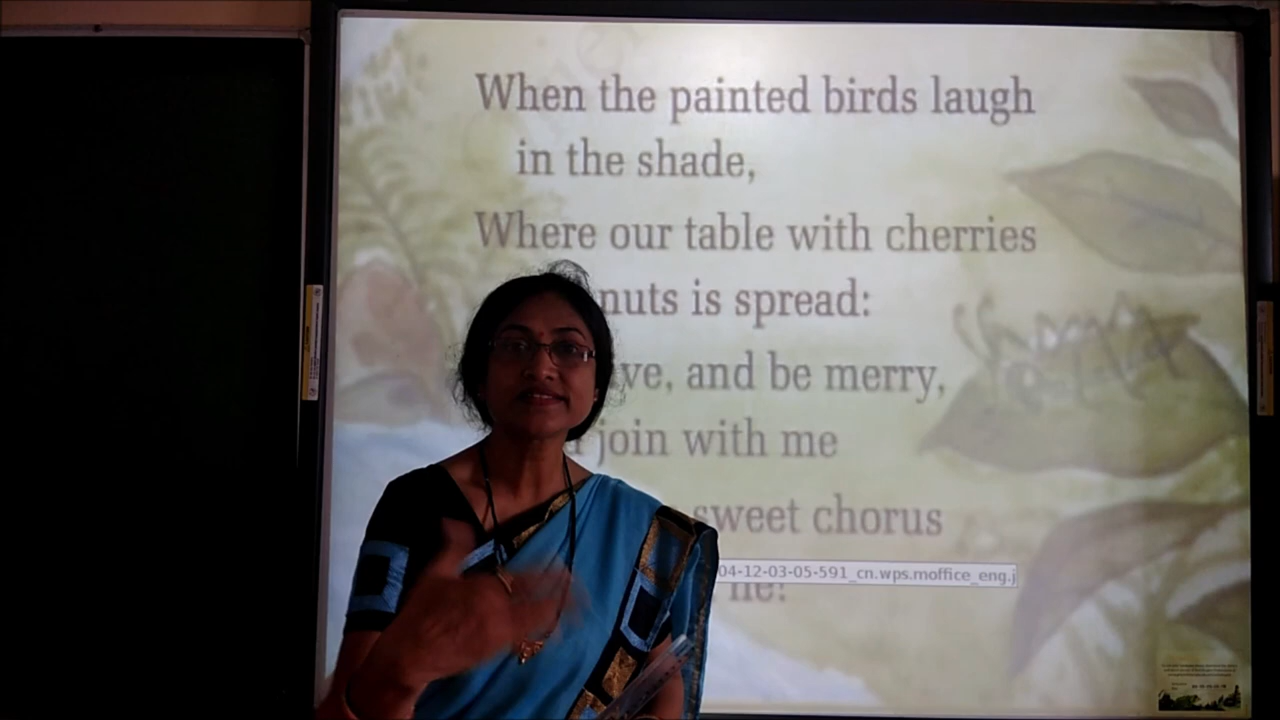 When the painted birds laugh
in the shade,
Where our table with cherries
nuts is spread:
ve, and be merry,
join with me
sweet chorus
04-12-03-05-591_cn.wps.moffice_eng.j
he: